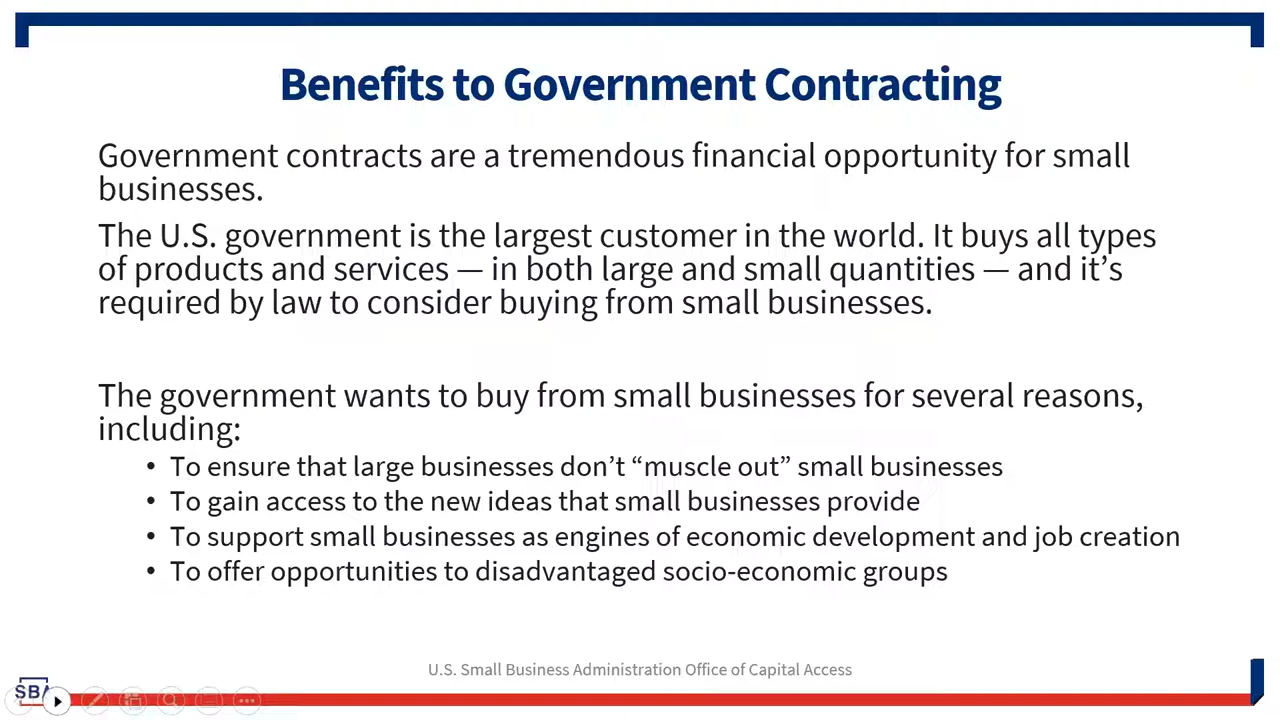 Benefits to Government Contracting
Government contracts are a tremendous financial opportunity for small
businesses.
The U.S. government is the largest customer in the world. It buys all types
of products and services — in both large and small quantities — and it’s
required by law to consider buying from small businesses.
The government wants to buy from small businesses for several reasons,
including:
• To ensure that large businesses don’t “muscle out” small businesses
• To gain access to the new ideas that small businesses provide
• To support small businesses as engines of economic development and job creation
• To offer opportunities to disadvantaged socio-economic groups
U.S. Small Business Administration Office of Capital Access
SBA